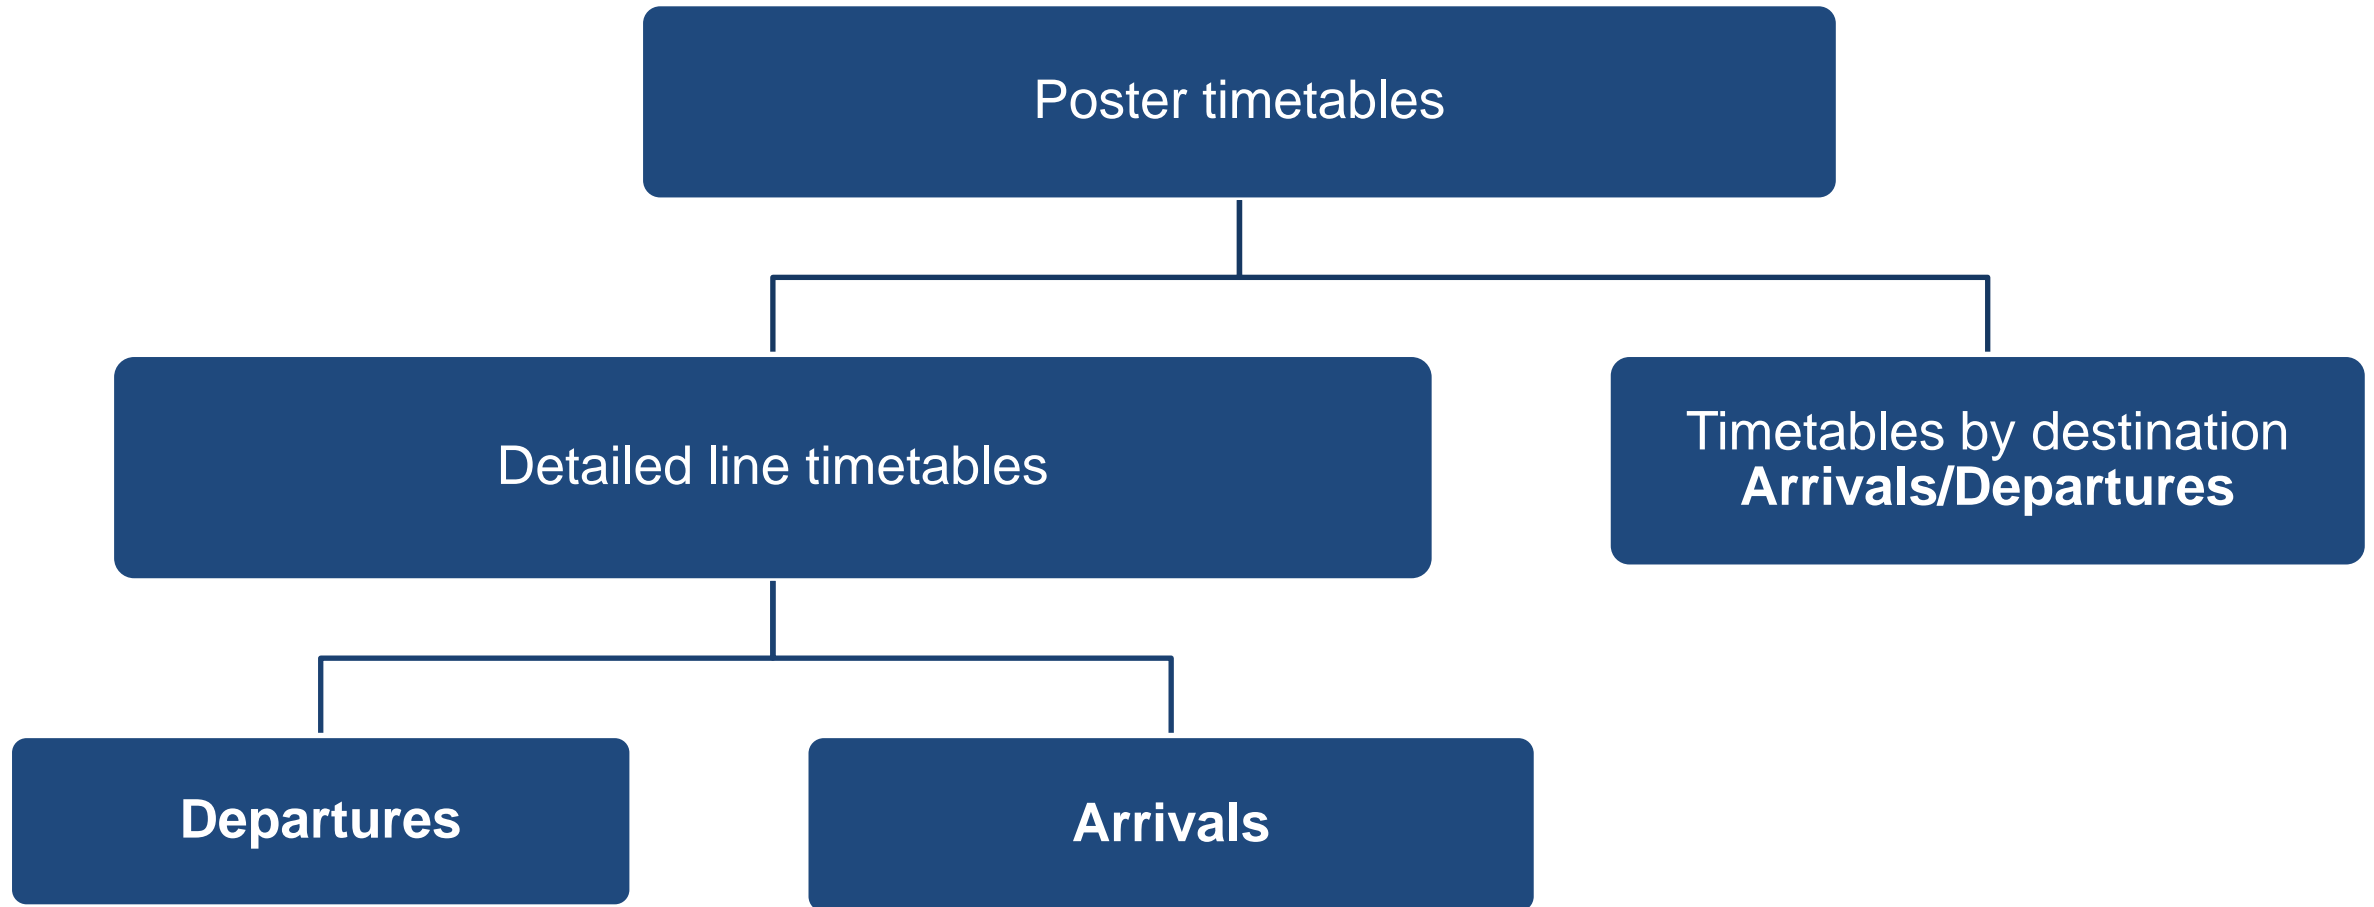 Poster timetables
Detailed line timetables
Timetables by destination
Arrivals/Departures
Departures
Arrivals